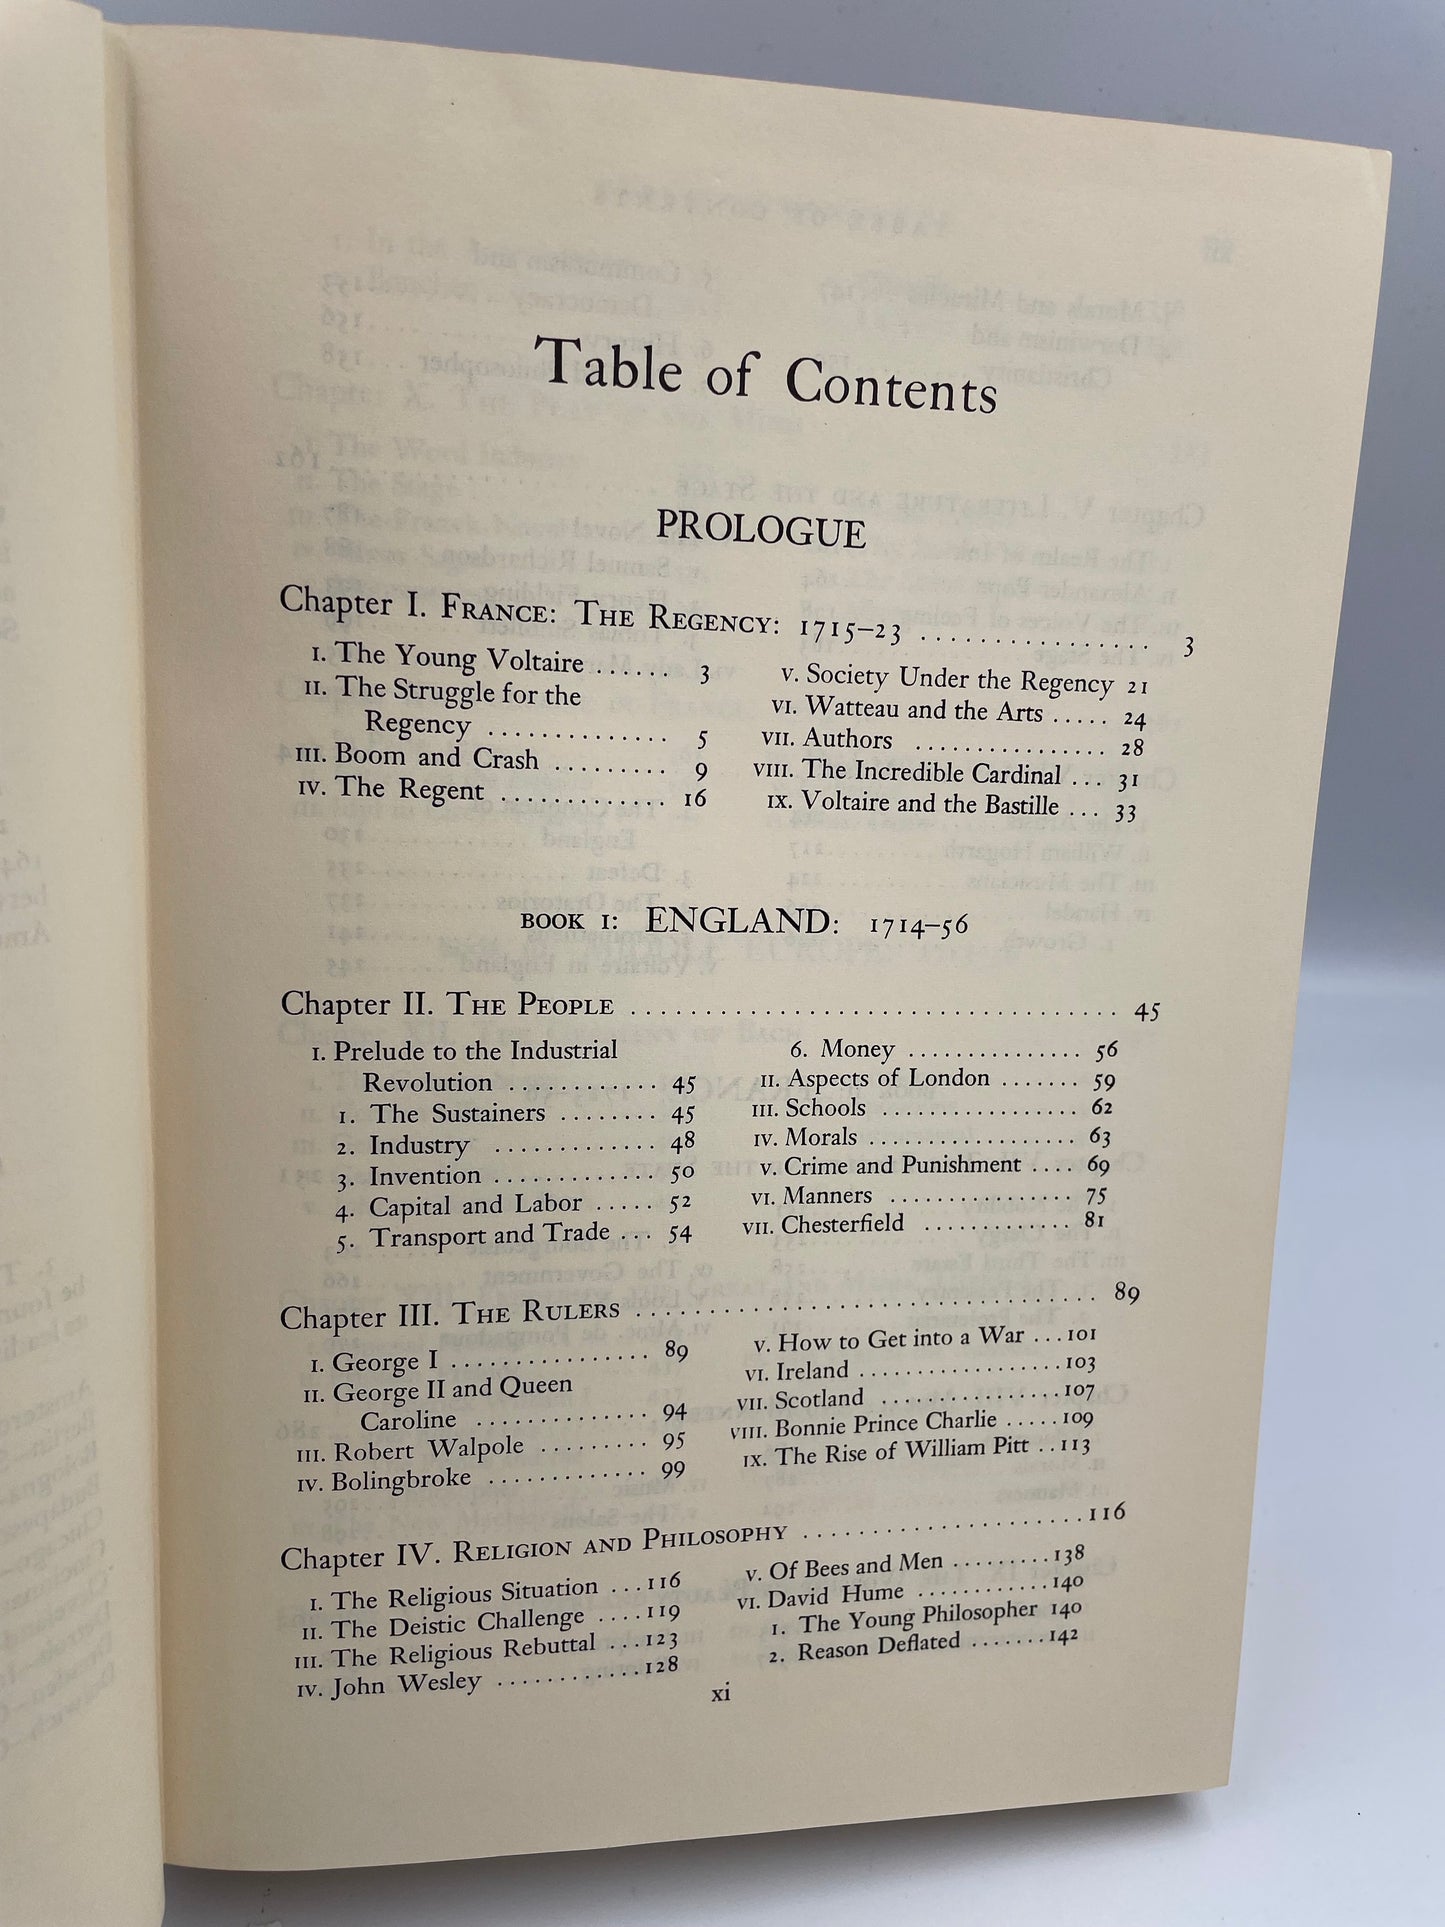 Table of Contents
PROLOGUE
Chapter I. FRANCE: THE REGENCY: 1715–23 . . . . . . . . . . . . . . . 3
I. The Young Voltaire . . . . . . 3
II. The Struggle for the
Regency . . . . . . . . . . . . . . 5
III. Boom and Crash . . . . . . . . . 9
IV. The Regent . . . . . . . . . . . . . 16
V. Society Under the Regency 21
VI. Watteau and the Arts . . . . . 24
VII. Authors . . . . . . . . . . . . . . . . 28
VIII. The Incredible Cardinal . . . 31
IX. Voltaire and the Bastille . . . 33
BOOK I: ENGLAND: 1714–56
Chapter II. THE PEOPLE . . . . . . . . . . . . . . . . . . . . . . . . . . . . . . . . . 45
I. Prelude to the Industrial
Revolution . . . . . . . . . . . . 45
1. The Sustainers . . . . . . . . 45
2. Industry . . . . . . . . . . . . . 48
3. Invention . . . . . . . . . . . . . 50
4. Capital and Labor . . . . . 52
5. Transport and Trade . . . 54
6. Money . . . . . . . . . . . . . . . 56
II. Aspects of London . . . . . . . 59
III. Schools . . . . . . . . . . . . . . . . . 62
IV. Morals . . . . . . . . . . . . . . . . . . 63
V. Crime and Punishment . . . . 69
VI. Manners . . . . . . . . . . . . . . . . 75
VII. Chesterfield . . . . . . . . . . . . . 81
Chapter III. THE RULERS . . . . . . . . . . . . . . . . . . . . . . . . . . . . . . . . 89
I. George I . . . . . . . . . . . . . . . . 89
II. George II and Queen
Caroline . . . . . . . . . . . . . . 94
III. Robert Walpole . . . . . . . . . 95
IV. Bolingbroke . . . . . . . . . . . . . 99
V. How to Get into a War . . . 101
VI. Ireland . . . . . . . . . . . . . . . . . . . 103
VII. Scotland . . . . . . . . . . . . . . . . . 107
VIII. Bonnie Prince Charlie . . . . . 109
IX. The Rise of William Pitt . . 113
Chapter IV. RELIGION AND PHILOSOPHY . . . . . . . . . . . . . . . . . . . . . . . 116
I. The Religious Situation . . . 116
II. The Deistic Challenge . . . . 119
III. The Religious Rebuttal . . . 123
IV. John Wesley . . . . . . . . . . . . 128
V. Of Bees and Men . . . . . . . . . 138
VI. David Hume . . . . . . . . . . . . 140
1. The Young Philosopher 140
2. Reason Deflated . . . . . . . 142
xi